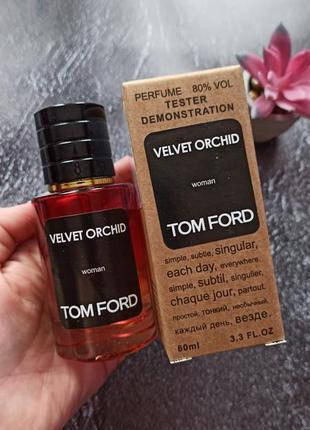 VELVET ORCHID
woman
TOM FORD
PERFUME 80% VOL
TESTER
DEMONSTRATION
VELVET ORCHID
woman
TOM FORD
simple, subtle, singular,
each day, everywhere.
simple, subtil, singulier,
chaque jour, partout.
простой, тонкий, необычный,
каждый день, везде.
60ml 3.3 FL.OZ